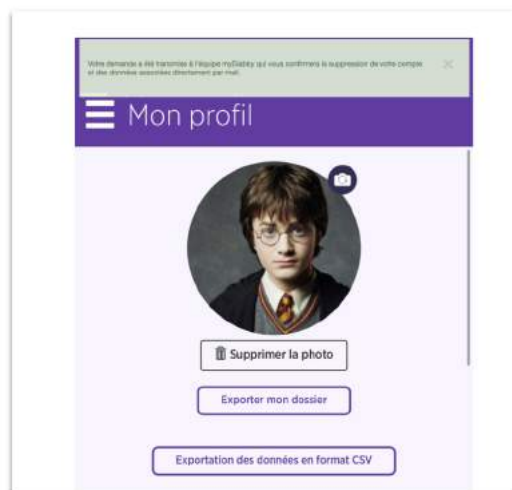 Votre demande a été transmise à l'équipe myDiabby qui vous confirmera la suppression de votre compte
et des données associées directement par mail.
Mon profil
Supprimer la photo
Exporter mon dossier
Exportation des données en format CSV